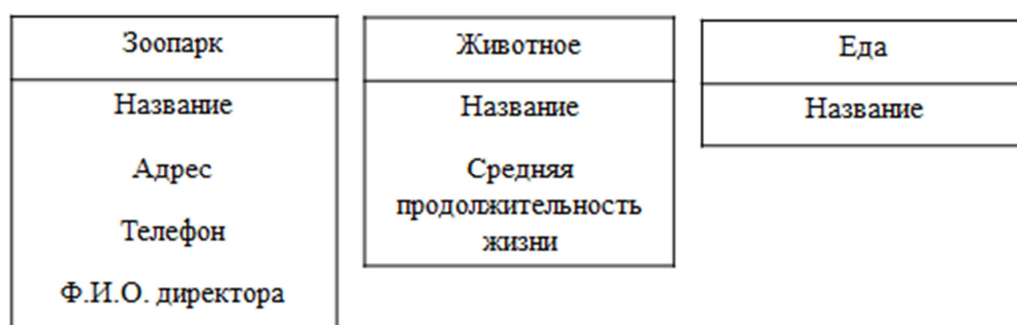 Зоопарк
Название
Адрес
Телефон
Ф.И.О. директора
Животное
Название
Средняя
продолжительность
жизни
Еда
Название